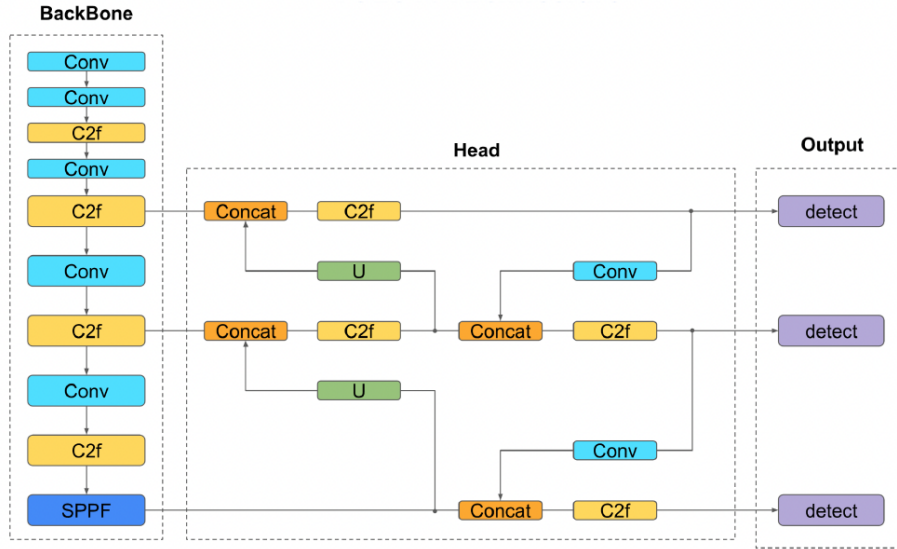 BackBone
Conv
Conv
C2f
Conv
C2f
Conv
C2f
Conv
C2f
SPPF
Head
Concat
C2f
U
Conv
Concat
C2f
Concat
C2f
U
Conv
Concat
C2f
Output
detect
detect
detect